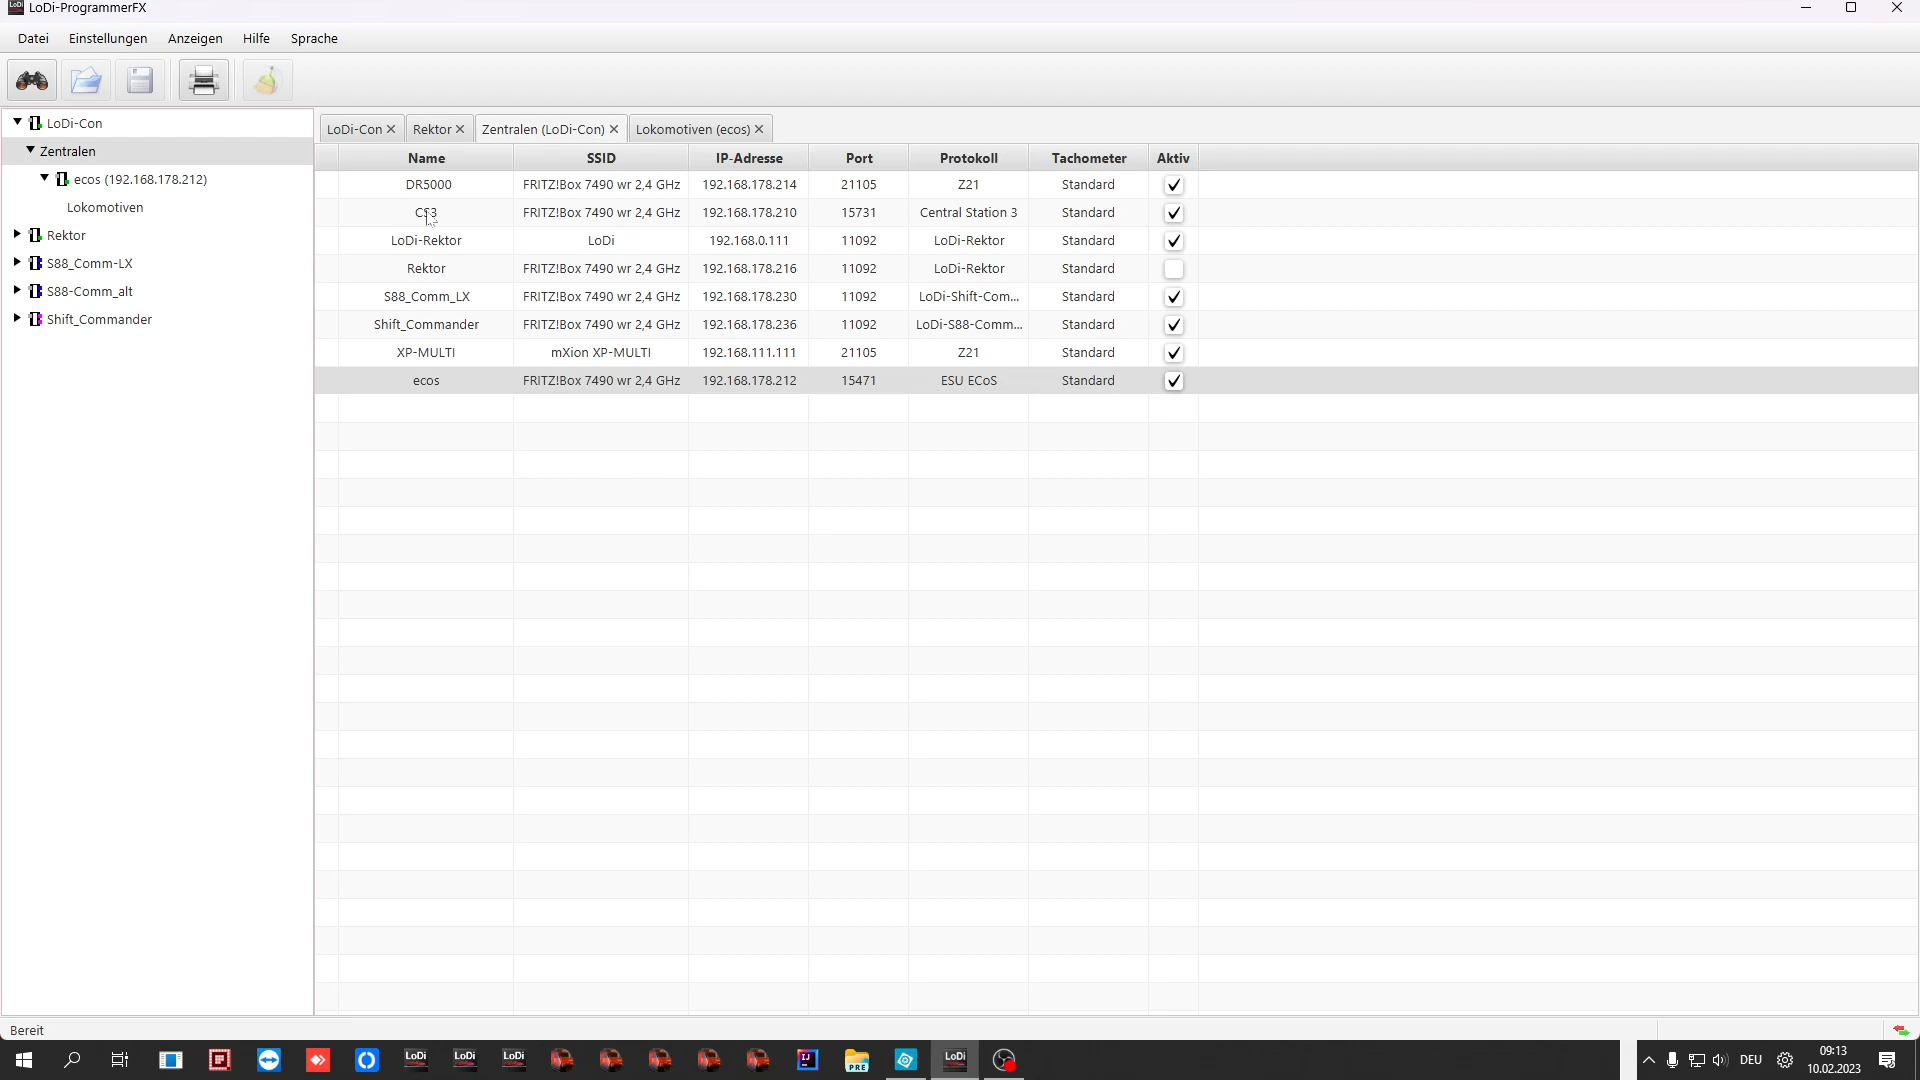 LoDi-ProgrammerFX
Datei Einstellungen Anzeigen Hilfe Sprache
LoDi-Con
Zentralen
ecos (192.168.178.212)
Lokomotiven
Rektor
S88_Comm-LX
S88-Comm_alt
Shift_Commander
LoDi-Con Rektor Zentralen (LoDi-Con) Lokomotiven (ecos)
Name SSID IP-Adresse Port Protokoll Tachometer Aktiv
DR5000 FRITZ!Box 7490 wr 2,4 GHz 192.168.178.214 21105 Z21 Standard
CS3 FRITZ!Box 7490 wr 2,4 GHz 192.168.178.210 15731 Central Station 3 Standard
LoDi-Rektor LoDi 192.168.0.111 11092 LoDi-Rektor Standard
Rektor FRITZ!Box 7490 wr 2,4 GHz 192.168.178.216 11092 LoDi-Rektor Standard
S88_Comm_LX FRITZ!Box 7490 wr 2,4 GHz 192.168.178.230 11092 LoDi-Shift-Com... Standard
Shift_Commander FRITZ!Box 7490 wr 2,4 GHz 192.168.178.236 11092 LoDi-S88-Comm... Standard
XP-MULTI mXion XP-MULTI 192.168.111.111 21105 Z21 Standard
ecos FRITZ!Box 7490 wr 2,4 GHz 192.168.178.212 15471 ESU ECoS Standard
Bereit
LoDi LoDi LoDi IJ PRE LoDi DEU 09:13
10.02.2023